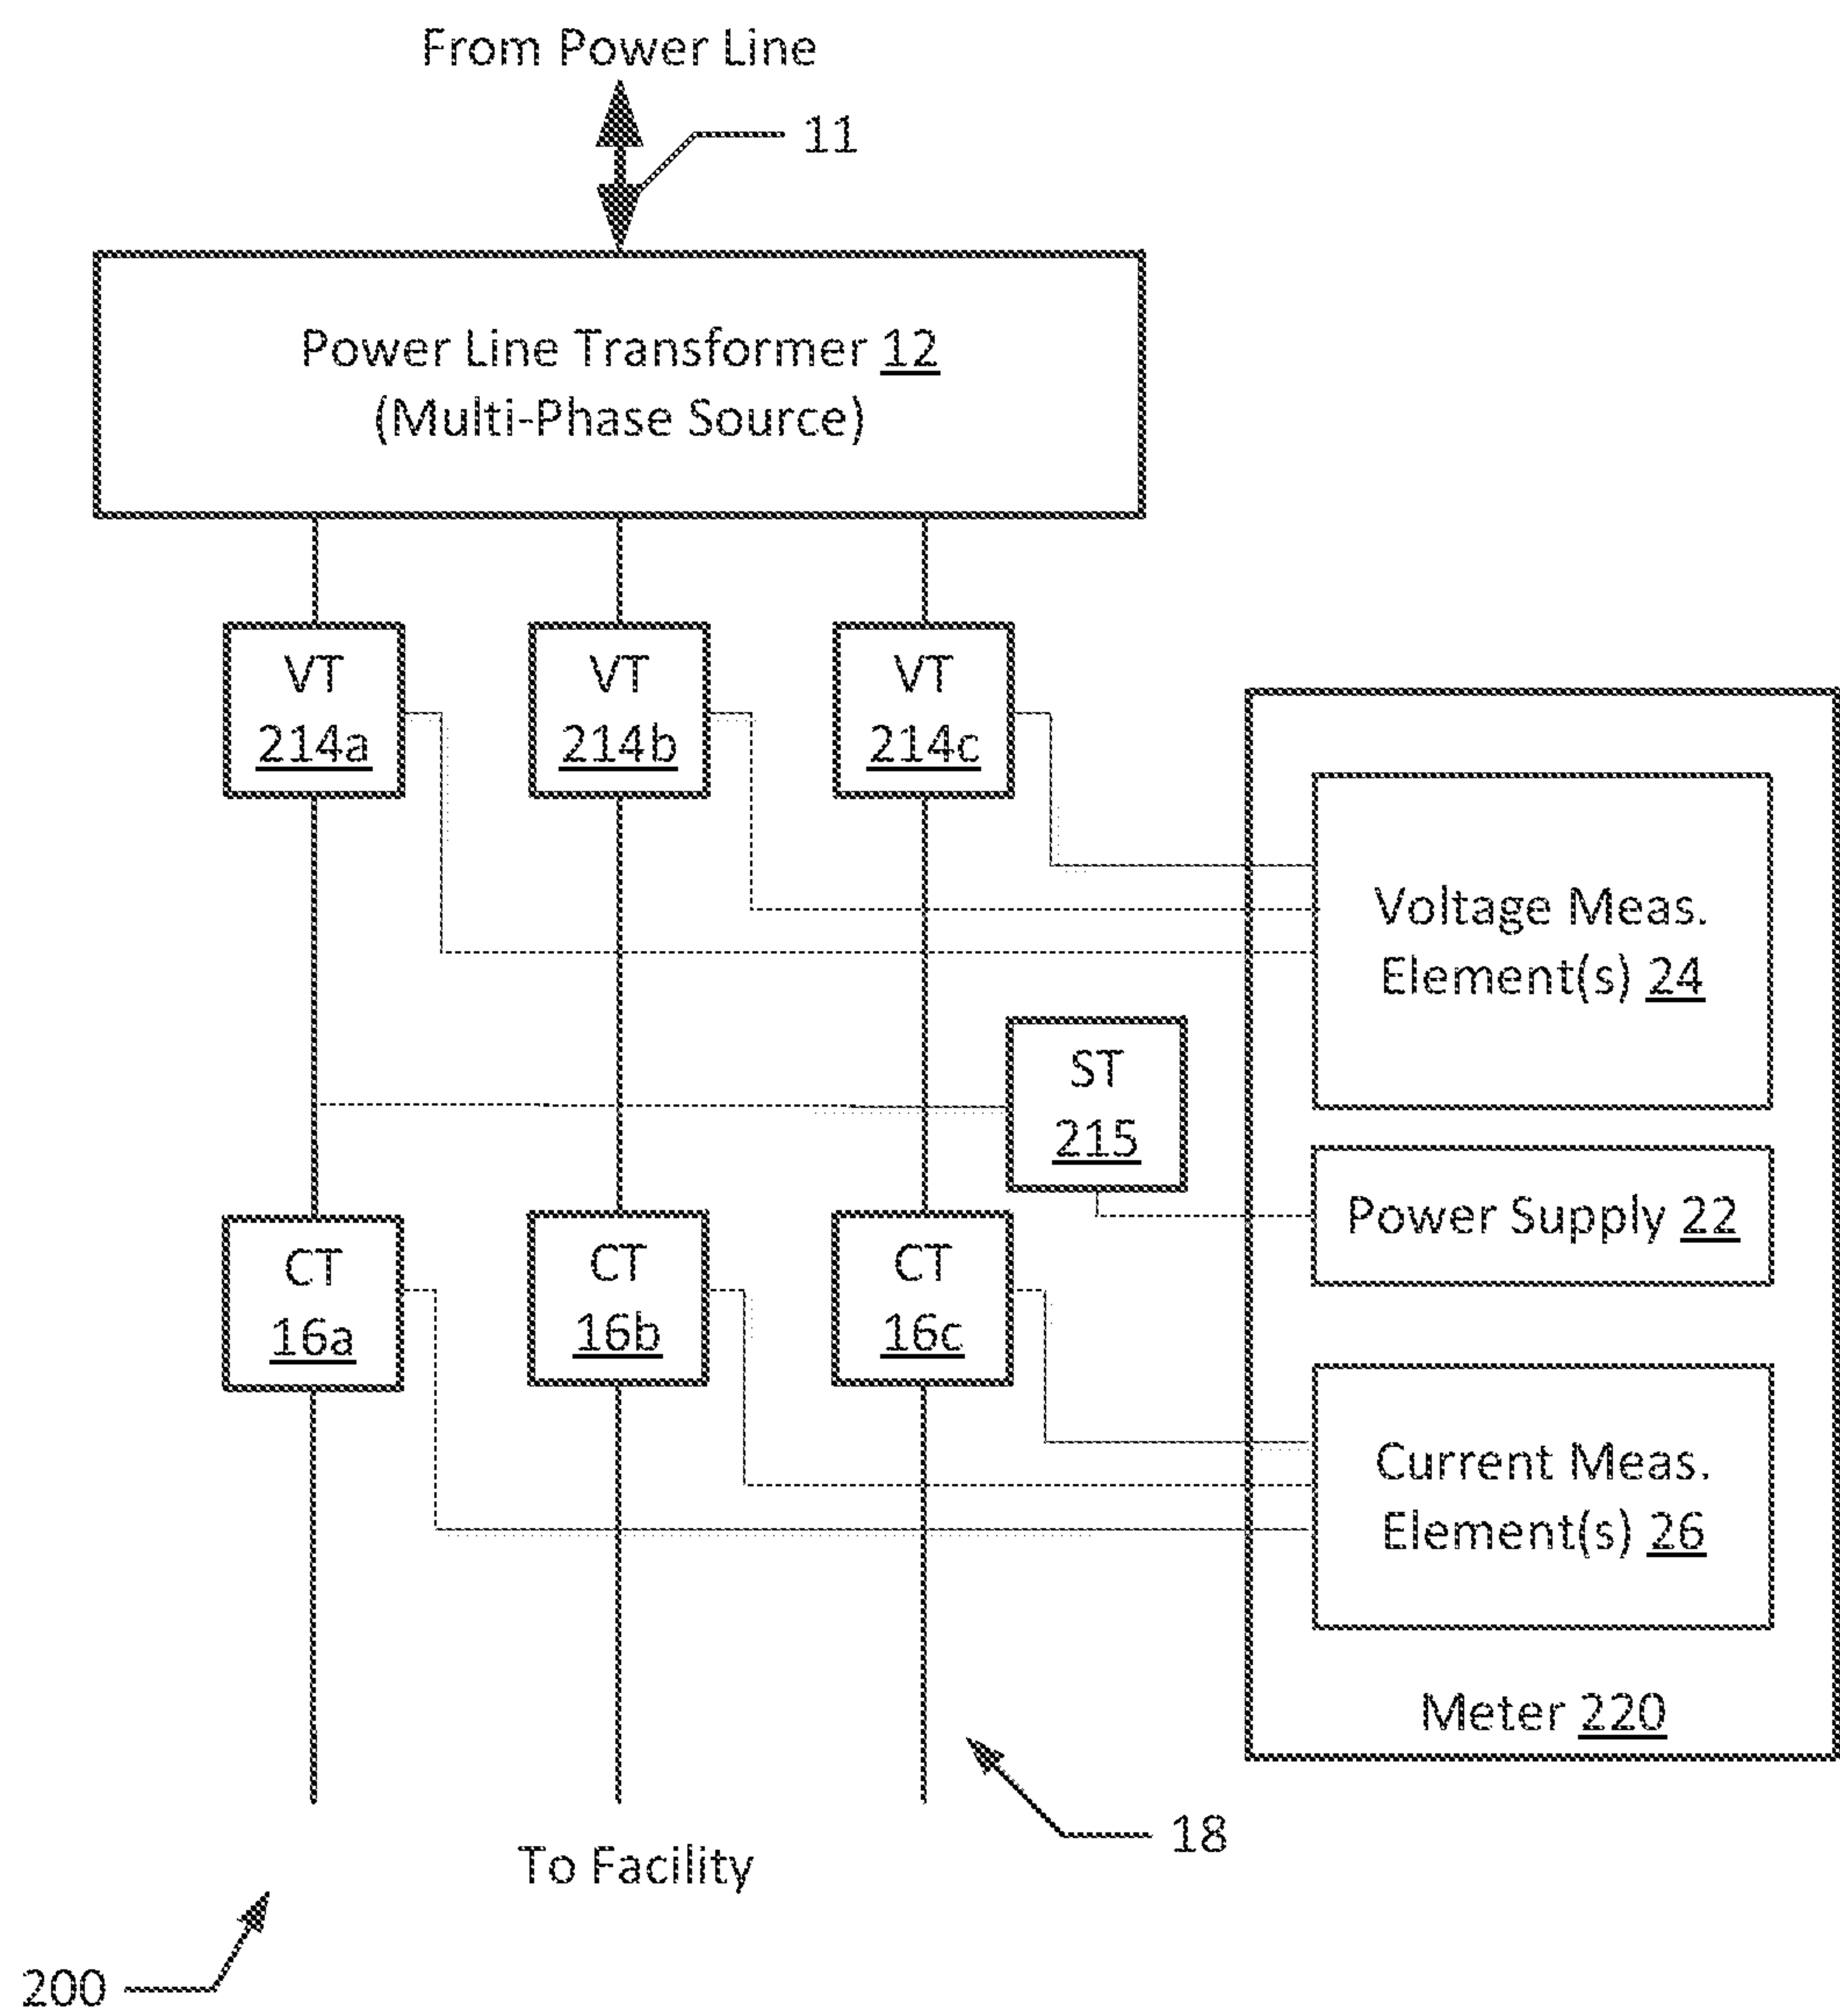 From Power Line
11
Power Line Transformer 12
(Multi-Phase Source)
VT
214a
VT
214b
VT
214c
Voltage Meas.
Element(s) 24
ST
215
Power Supply 22
CT
16a
CT
16b
CT
16c
Current Meas.
Element(s) 26
Meter 220
18
To Facility
200